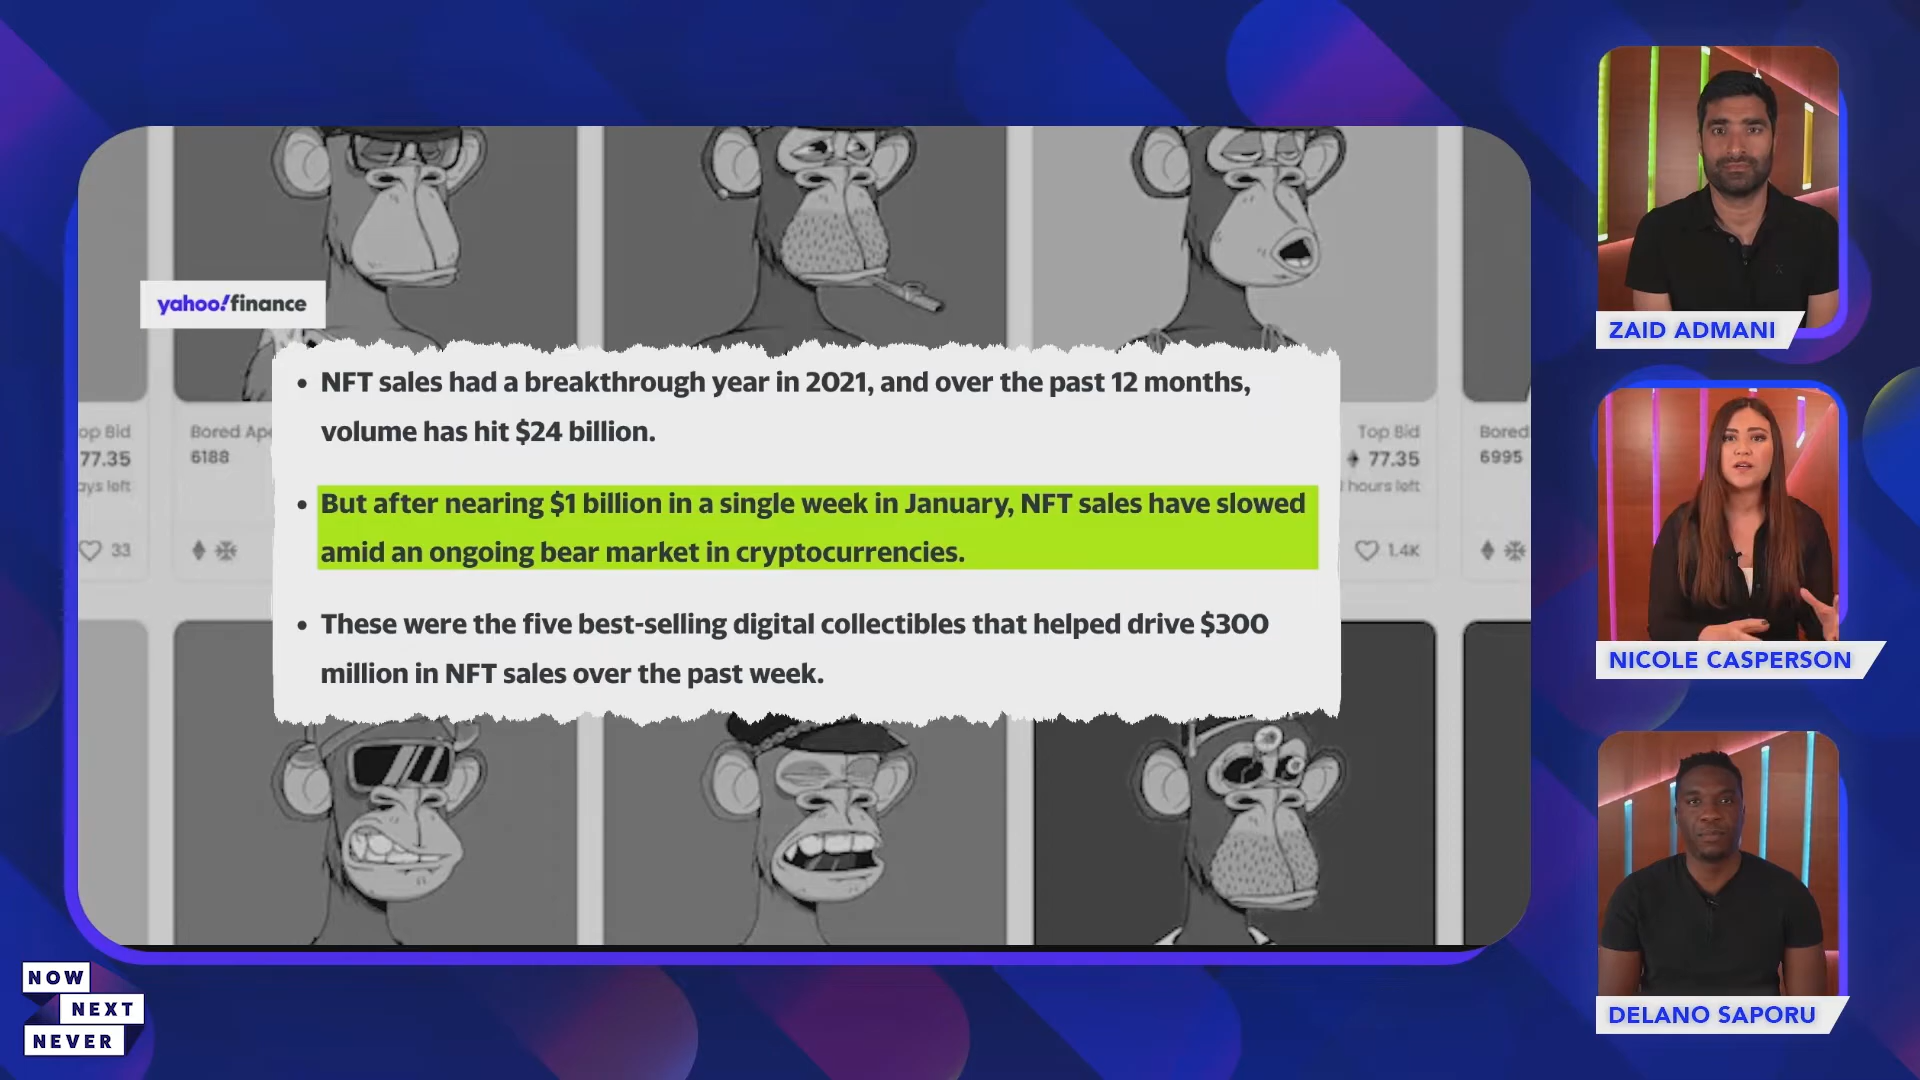 yahoo!finance
• NFT sales had a breakthrough year in 2021, and over the past 12 months,
volume has hit $24 billion.
• But after nearing $1 billion in a single week in January, NFT sales have slowed
amid an ongoing bear market in cryptocurrencies.
• These were the five best-selling digital collectibles that helped drive $300
million in NFT sales over the past week.
op Bid
77.35
ays left
33
Bored Ape
6188
Top Bid
77.35
hours left
1.4K
Bored
6995
ZAID ADMANI
NICOLE CASPERSON
DELANO SAPORU
NOW
NEXT
NEVER